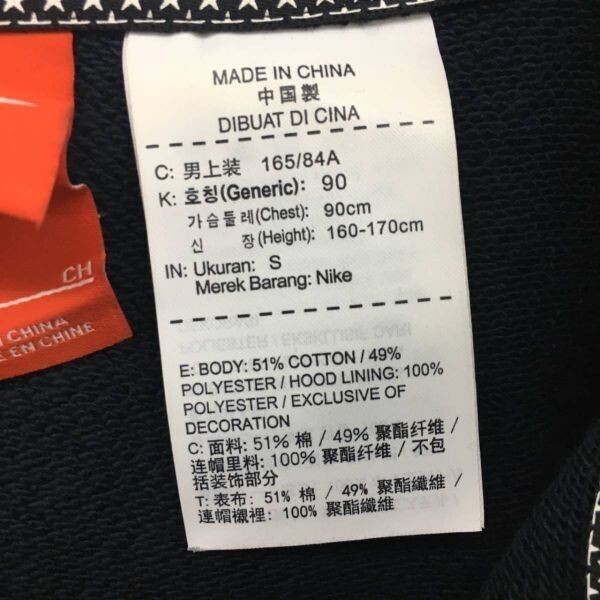 MADE IN CHINA
中国製
DIBUAT DI CINA
C: 男上装 165/84A
K: 호칭(Generic): 90
가슴둘레(Chest): 90cm
신 장(Height): 160-170cm
IN: Ukuran: S
Merek Barang: Nike
E: BODY: 51% COTTON / 49%
POLYESTER / HOOD LINING: 100%
POLYESTER / EXCLUSIVE OF
DECORATION
C: 面料: 51% 棉 / 49% 聚酯纤维 /
连帽里料: 100% 聚酯纤维 / 不包
括装饰部分
T: 表布: 51% 棉 / 49% 聚酯纖維 /
連帽襯裡: 100% 聚酯纖維
CH
CHINA
EN CHINE